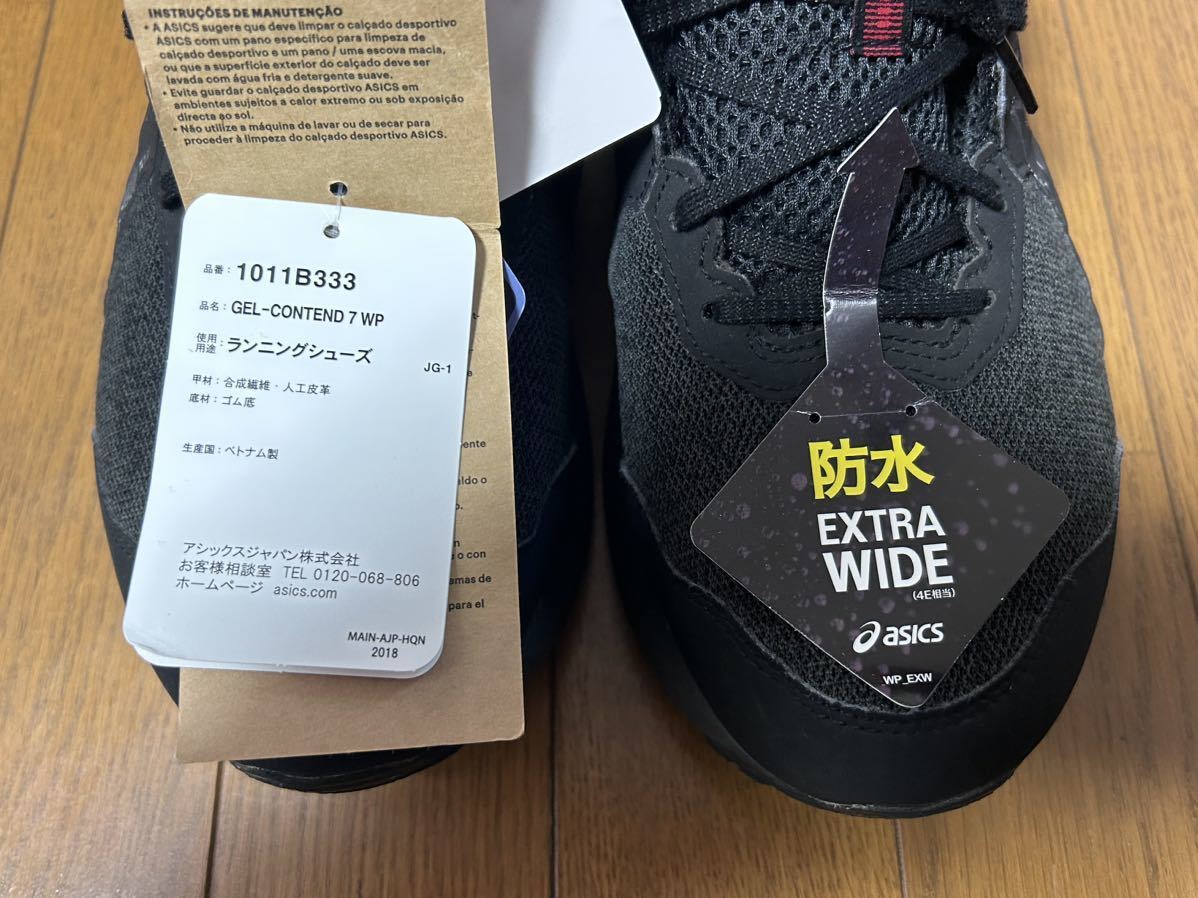 INSTRUÇÕES DE MANUTENÇÃO
• A ASICS sugere que deve limpar o calçado desportivo
ASICS com um pano específico para limpeza de
calçado desportivo e um pano / uma escova macia,
ou que a superfície exterior do calçado deve ser
lavada com água fria e detergente suave.
• Evite guardar o calçado desportivo ASICS em
ambientes sujeitos a calor extremo ou sob exposição
directa ao sol.
• Não utilize a máquina de lavar ou de secar para
proceder à limpeza do calçado desportivo ASICS.
品番：1011B333
品名：GEL-CONTEND 7 WP
使用用途：ランニングシューズ
JG-1
甲材：合成繊維・人工皮革
底材：ゴム底
生産国：ベトナム製
アシックスジャパン株式会社
お客様相談室 TEL 0120-068-806
ホームページ asics.com
MAIN-AJP-HQN
2018
para el
防水
EXTRA
WIDE
(4E相当)
asics
WP_EXW